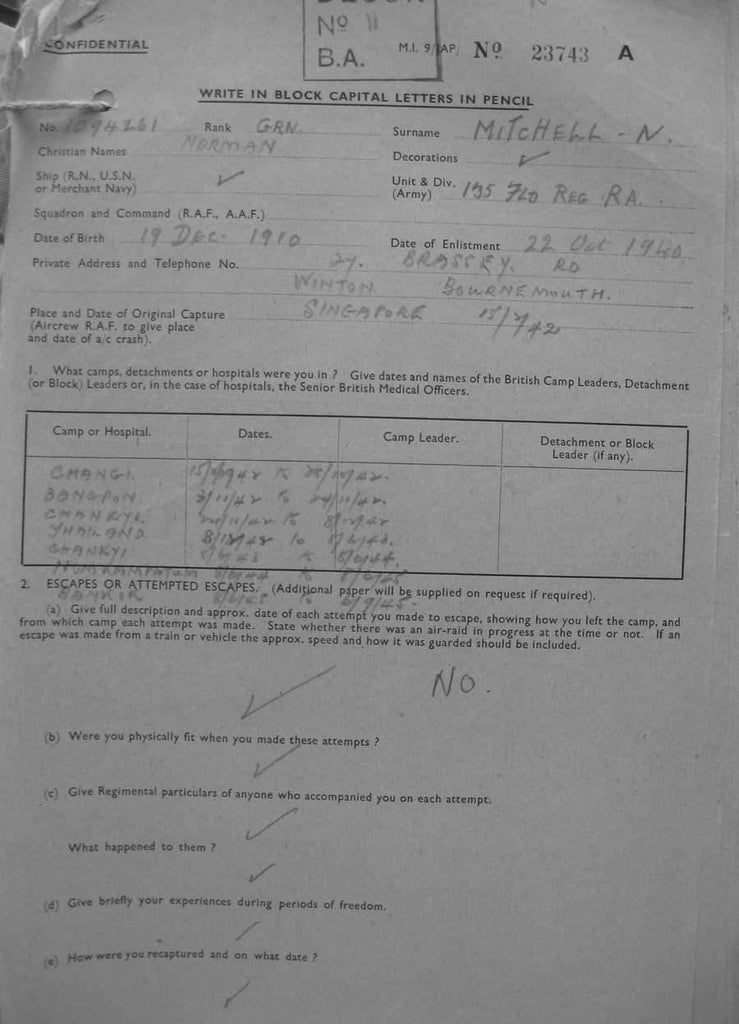 No 11
B.A.
CONFIDENTIAL
M.I. 9/JAP/ No 23743 A
WRITE IN BLOCK CAPITAL LETTERS IN PENCIL
No. 1094261 Rank GRN. Surname MITCHELL - N.
Christian Names NORMAN Decorations ✓
Ship (R.N., U.S.N. or Merchant Navy) ✓ Unit & Div. (Army) 135 FLD REG RA.
Squadron and Command (R.A.F., A.A.F.)
Date of Birth 19 DEC- 1910 Date of Enlistment 22 Oct 1940
Private Address and Telephone No. BRASSEY. RD
WINTON. BOURNEMOUTH.
Place and Date of Original Capture SINGAPORE 15/2/42
(Aircrew R.A.F. to give place
and date of a/c crash).
1. What camps, detachments or hospitals were you in ? Give dates and names of the British Camp Leaders, Detachment
(or Block) Leaders or, in the case of hospitals, the Senior British Medical Officers.
Camp or Hospital. Dates. Camp Leader. Detachment or Block
Leader (if any).
CHANGI.
BANGPON. to
CHANKYI. to 8/12/42
THAILAND. to
CHANKYI to
2. ESCAPES OR ATTEMPTED ESCAPES. (Additional paper will be supplied on request if required).
(a) Give full description and approx. date of each attempt you made to escape, showing how you left the camp, and
from which camp each attempt was made. State whether there was an air-raid in progress at the time or not. If an
escape was made from a train or vehicle the approx. speed and how it was guarded should be included.
✓ NO.
(b) Were you physically fit when you made these attempts ?
✓
(c) Give Regimental particulars of anyone who accompanied you on each attempt.
✓
What happened to them ?
✓
(d) Give briefly your experiences during periods of freedom.
✓
(e) How were you recaptured and on what date ?
✓